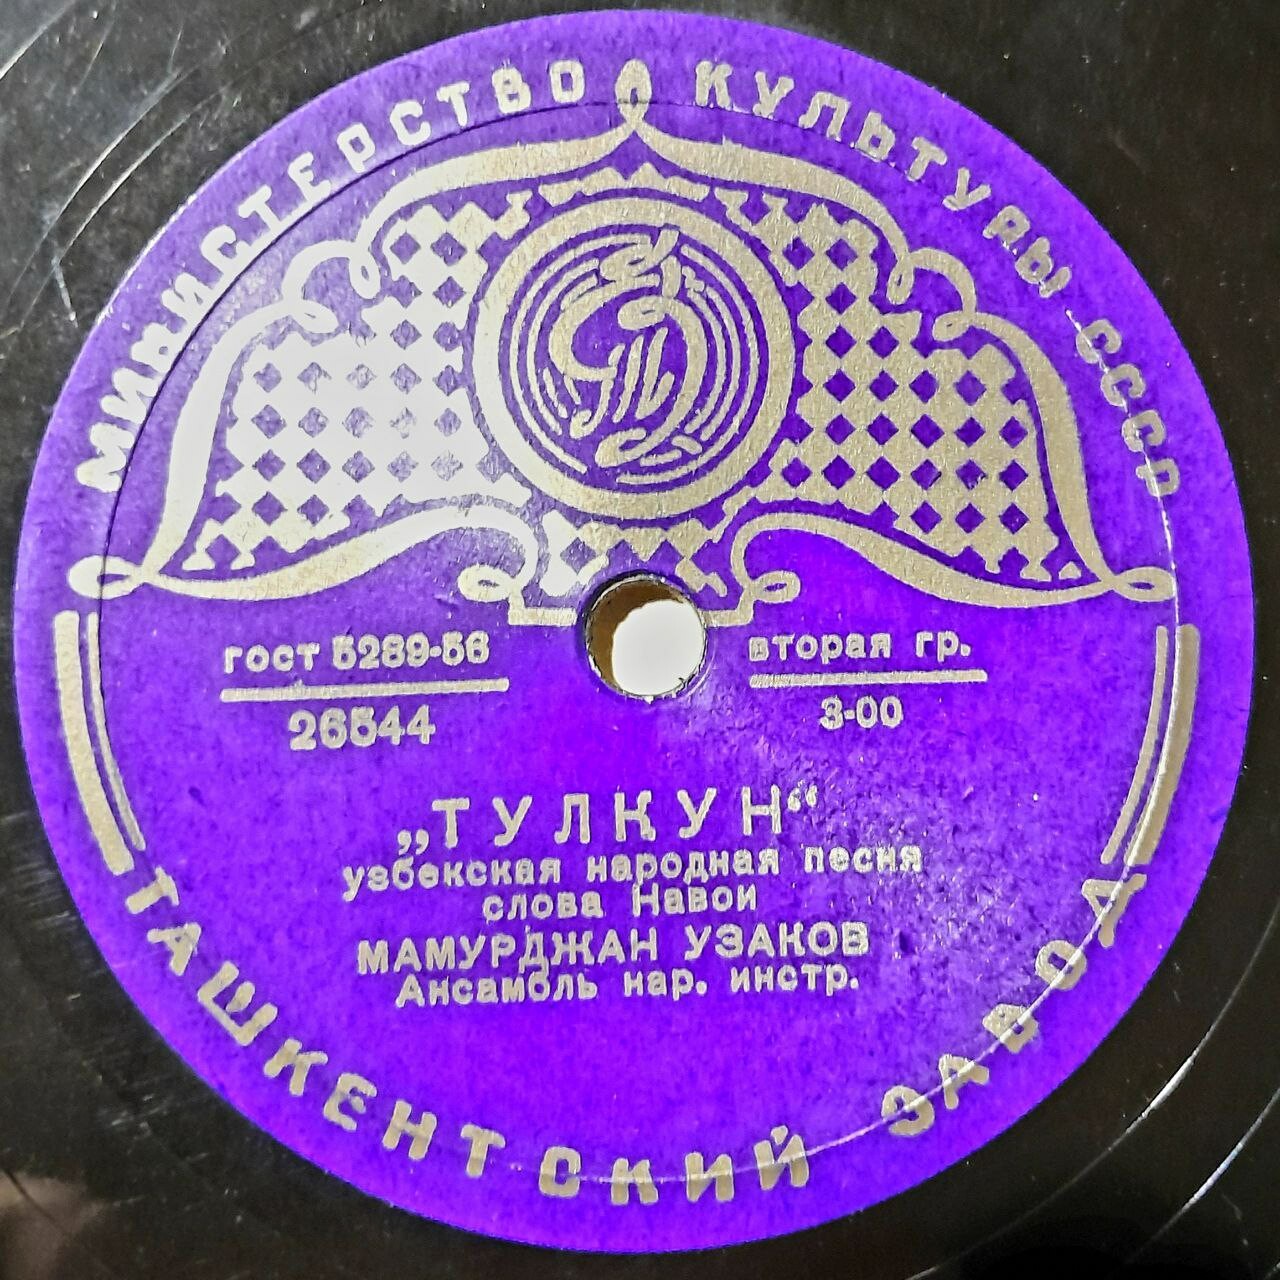 МИНИСТЕРСТВО КУЛЬТУРЫ СССР
гост 5289-56
26544
вторая гр.
3-00
„ТУЛКУН“
узбекская народная песня
слова Навои
МАМУРДЖАН УЗАКОВ
Ансамбль нар. инстр.
ТАШКЕНТСКИЙ ЗАВОД